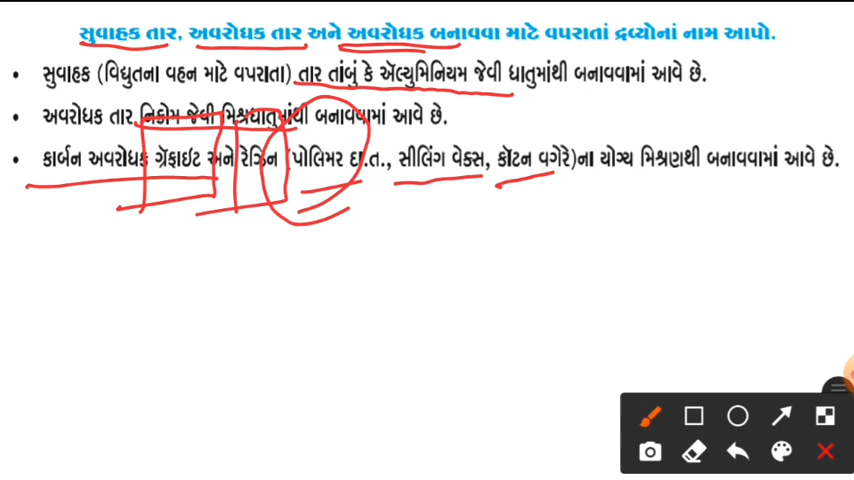 સુવાહક તાર, અવરોધક તાર અને અવરોધક બનાવવા માટે વપરાતાં દ્રવ્યોનાં નામ આપો.
• સુવાહક (વિદ્યુતના વહન માટે વપરાતા) તાર તાંબું કે ઍલ્યુમિનિયમ જેવી ધાતુમાંથી બનાવવામાં આવે છે.
• અવરોધક તાર નિક્રોમ જેવી મિશ્રધાતુમાંથી બનાવવામાં આવે છે.
• કાર્બન અવરોધક ગ્રૅફાઇટ અને રેઝિન (પોલિમર દા.ત., સીલિંગ વેક્સ, કૉટન વગેરે)ના યોગ્ય મિશ્રણથી બનાવવામાં આવે છે.